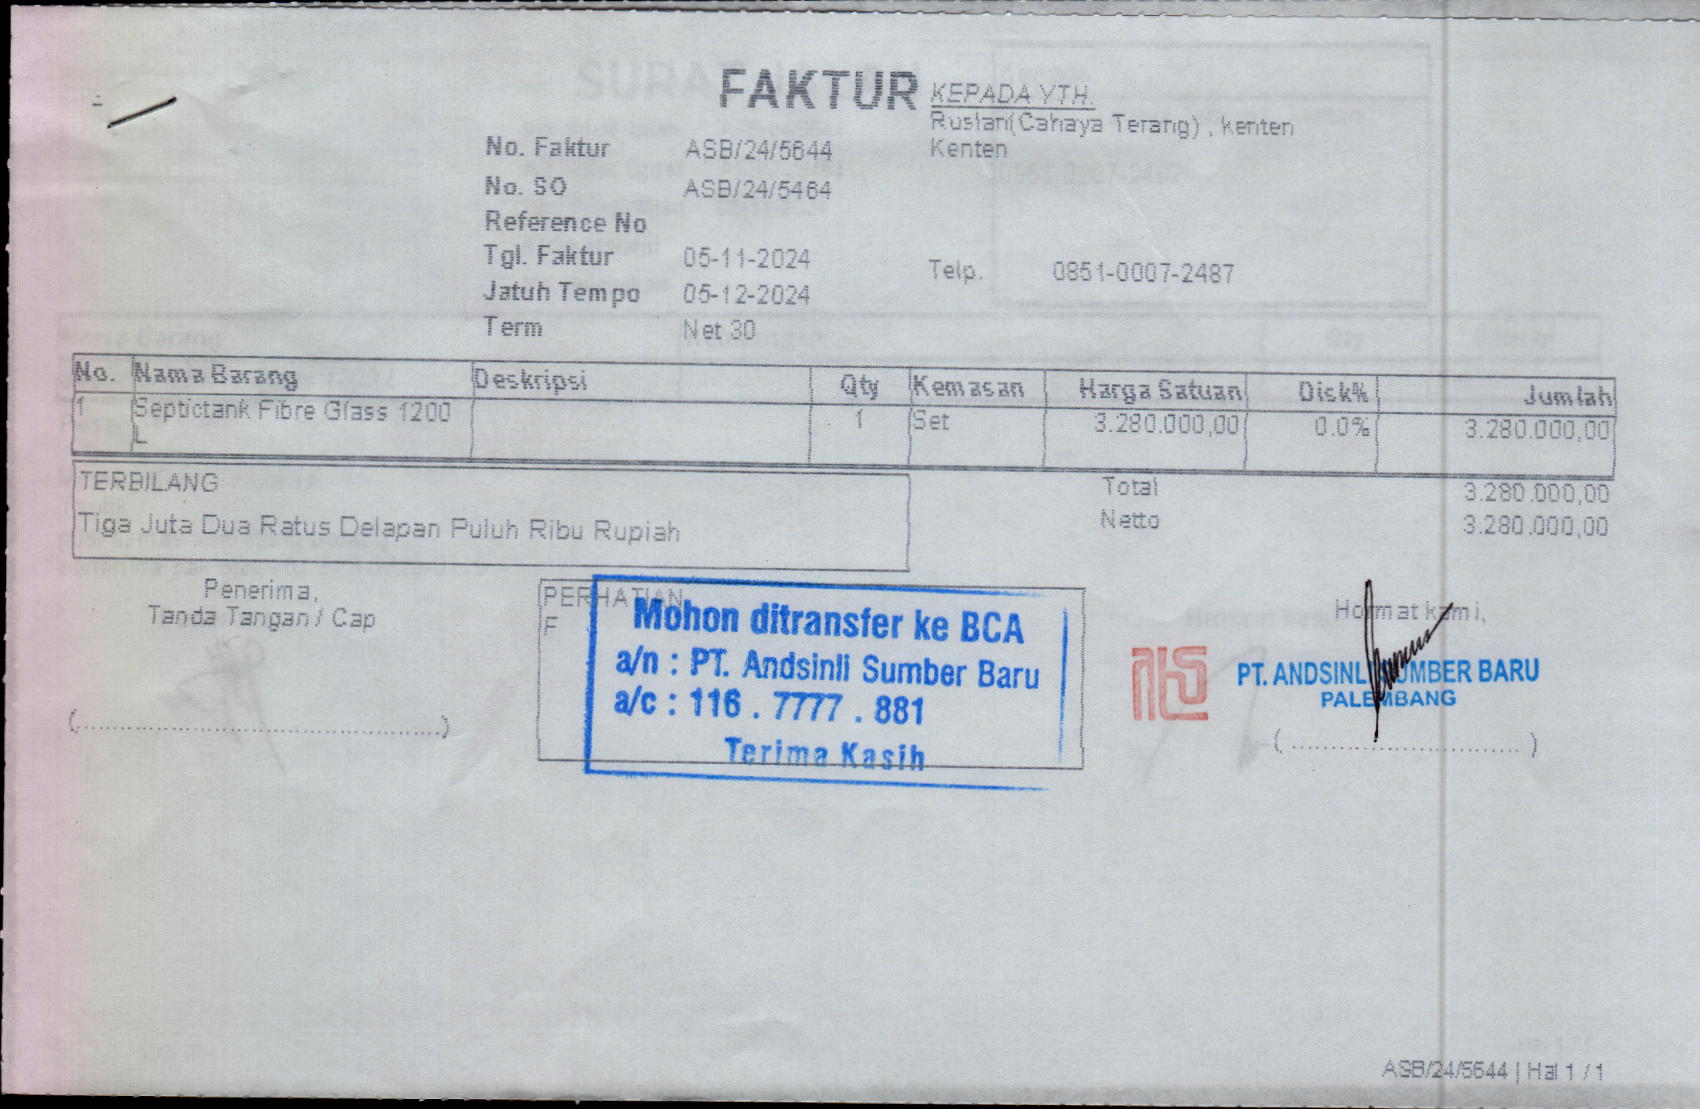 FAKTUR
KEPADA YTH.
Ruslan(Cahaya Terang) , kenten
Kenten
No. Faktur ASB/24/5644
No. SO ASB/24/5464
Reference No
Tgl. Faktur 05-11-2024
Telp. 0851-0007-2487
Jatuh Tempo 05-12-2024
Term Net 30
No. Nama Barang Deskripsi Qty Kemasan Harga Satuan Disk% Jumlah
1 Septictank Fibre Glass 1200 1 Set 3.280.000,00 0.0% 3.280.000,00
L
TERBILANG
Tiga Juta Dua Ratus Delapan Puluh Ribu Rupiah
Total 3.280.000,00
Netto 3.280.000,00
Penerima,
Tanda Tangan / Cap
(............................................)
PERHATIAN
F
Mohon ditransfer ke BCA
a/n : PT. Andsinli Sumber Baru
a/c : 116 . 7777 . 881
Terima Kasih
Hormat kami,
PT. ANDSINLI SUMBER BARU
PALEMBANG
(............................)
ASB/24/5644 | Hal 1 / 1